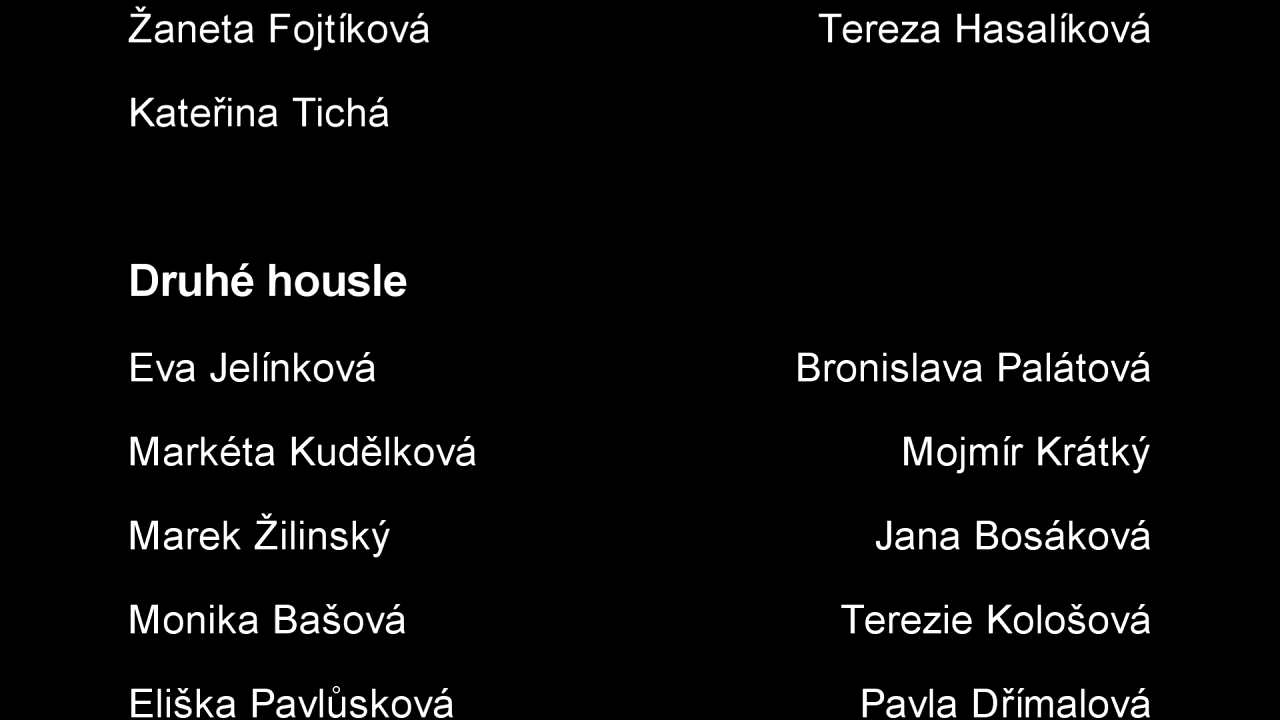 Žaneta Fojtíková Tereza Hasalíková
Kateřina Tichá
Druhé housle
Eva Jelínková Bronislava Palátová
Markéta Kudělková Mojmír Krátký
Marek Žilinský Jana Bosáková
Monika Bašová Terezie Kološová
Eliška Pavlůsková Pavla Dřímalová